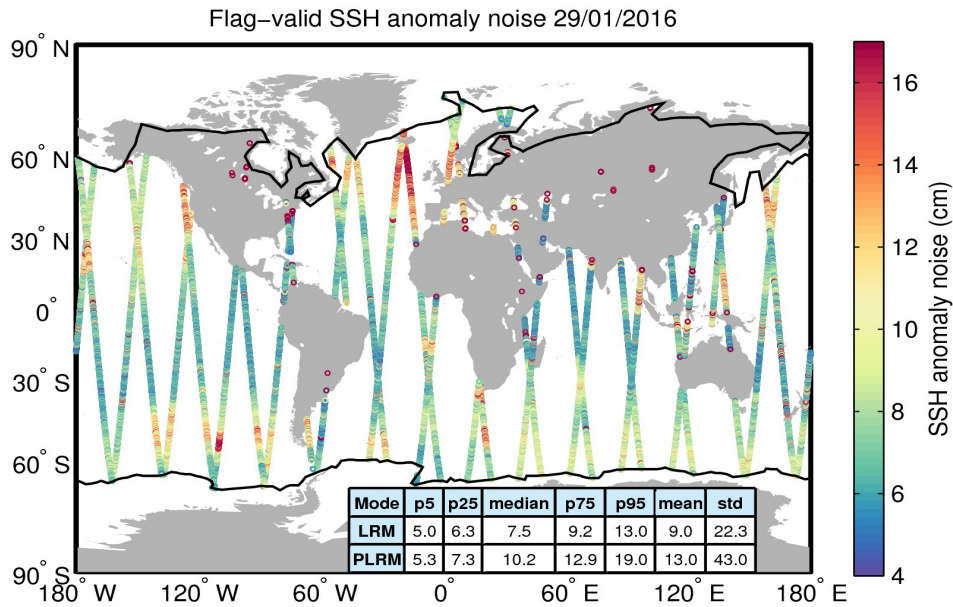 Flag−valid SSH anomaly noise 29/01/2016
90° N
60° N
30° N
0°
30° S
60° S
90° S
180° W 120° W 60° W 0° 60° E 120° E 180° E
Mode p5 p25 median p75 p95 mean std
LRM 5.0 6.3 7.5 9.2 13.0 9.0 22.3
PLRM 5.3 7.3 10.2 12.9 19.0 13.0 43.0
16
14
12
10
8
6
4
SSH anomaly noise (cm)